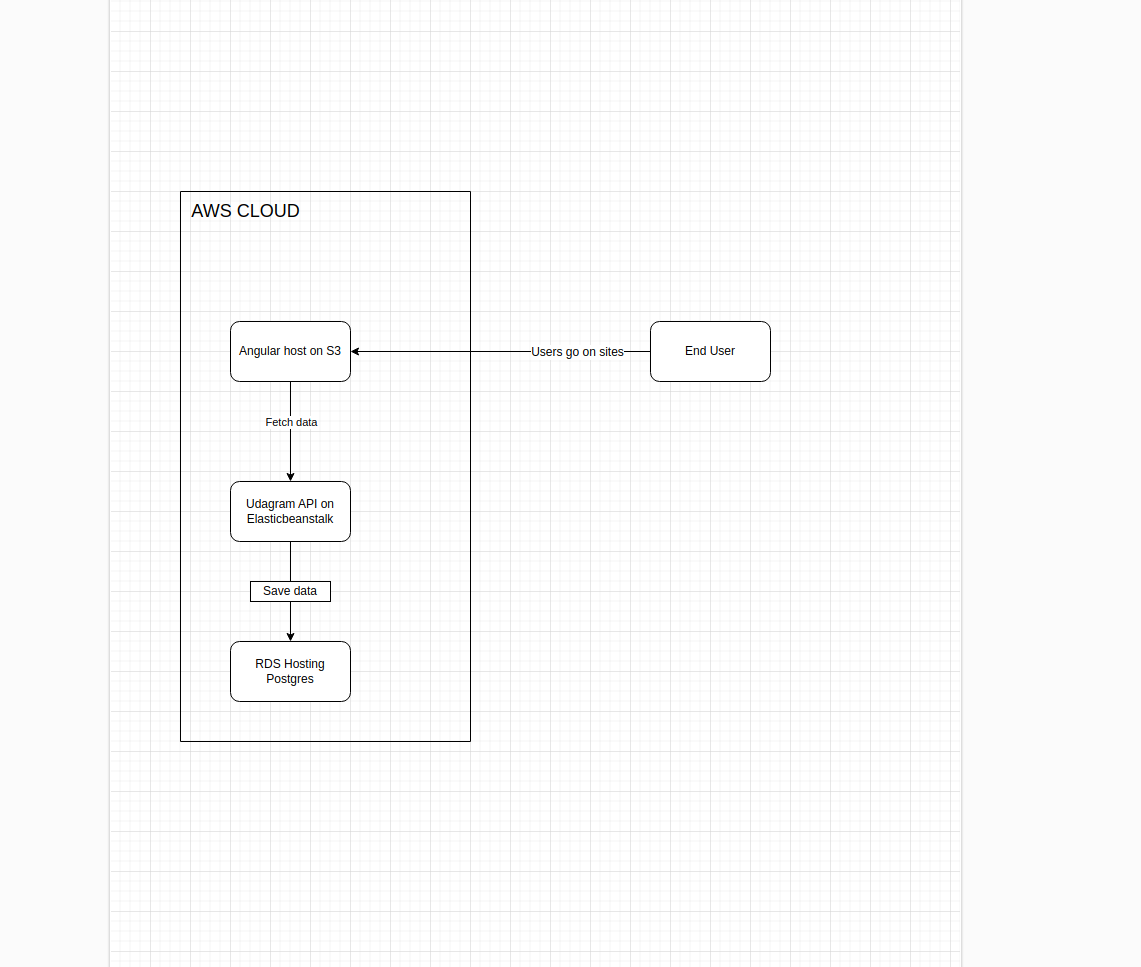 AWS CLOUD
Angular host on S3
Users go on sites
End User
Fetch data
Udagram API on
Elasticbeanstalk
Save data
RDS Hosting
Postgres